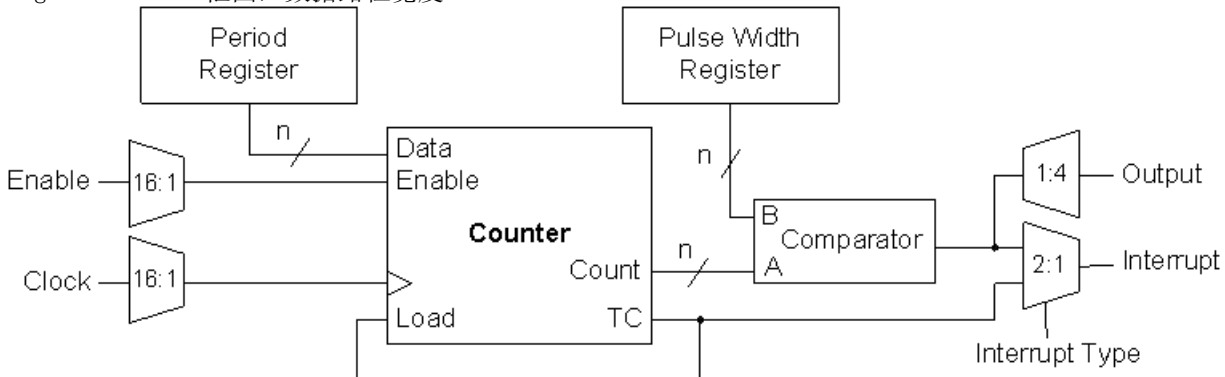 Period
Register
Pulse Width
Register
n
n
Data
Enable
Enable
16:1
1:4
Output
B
Comparator
A
Counter
n
Count
2:1
Interrupt
Clock
16:1
Load
TC
Interrupt Type